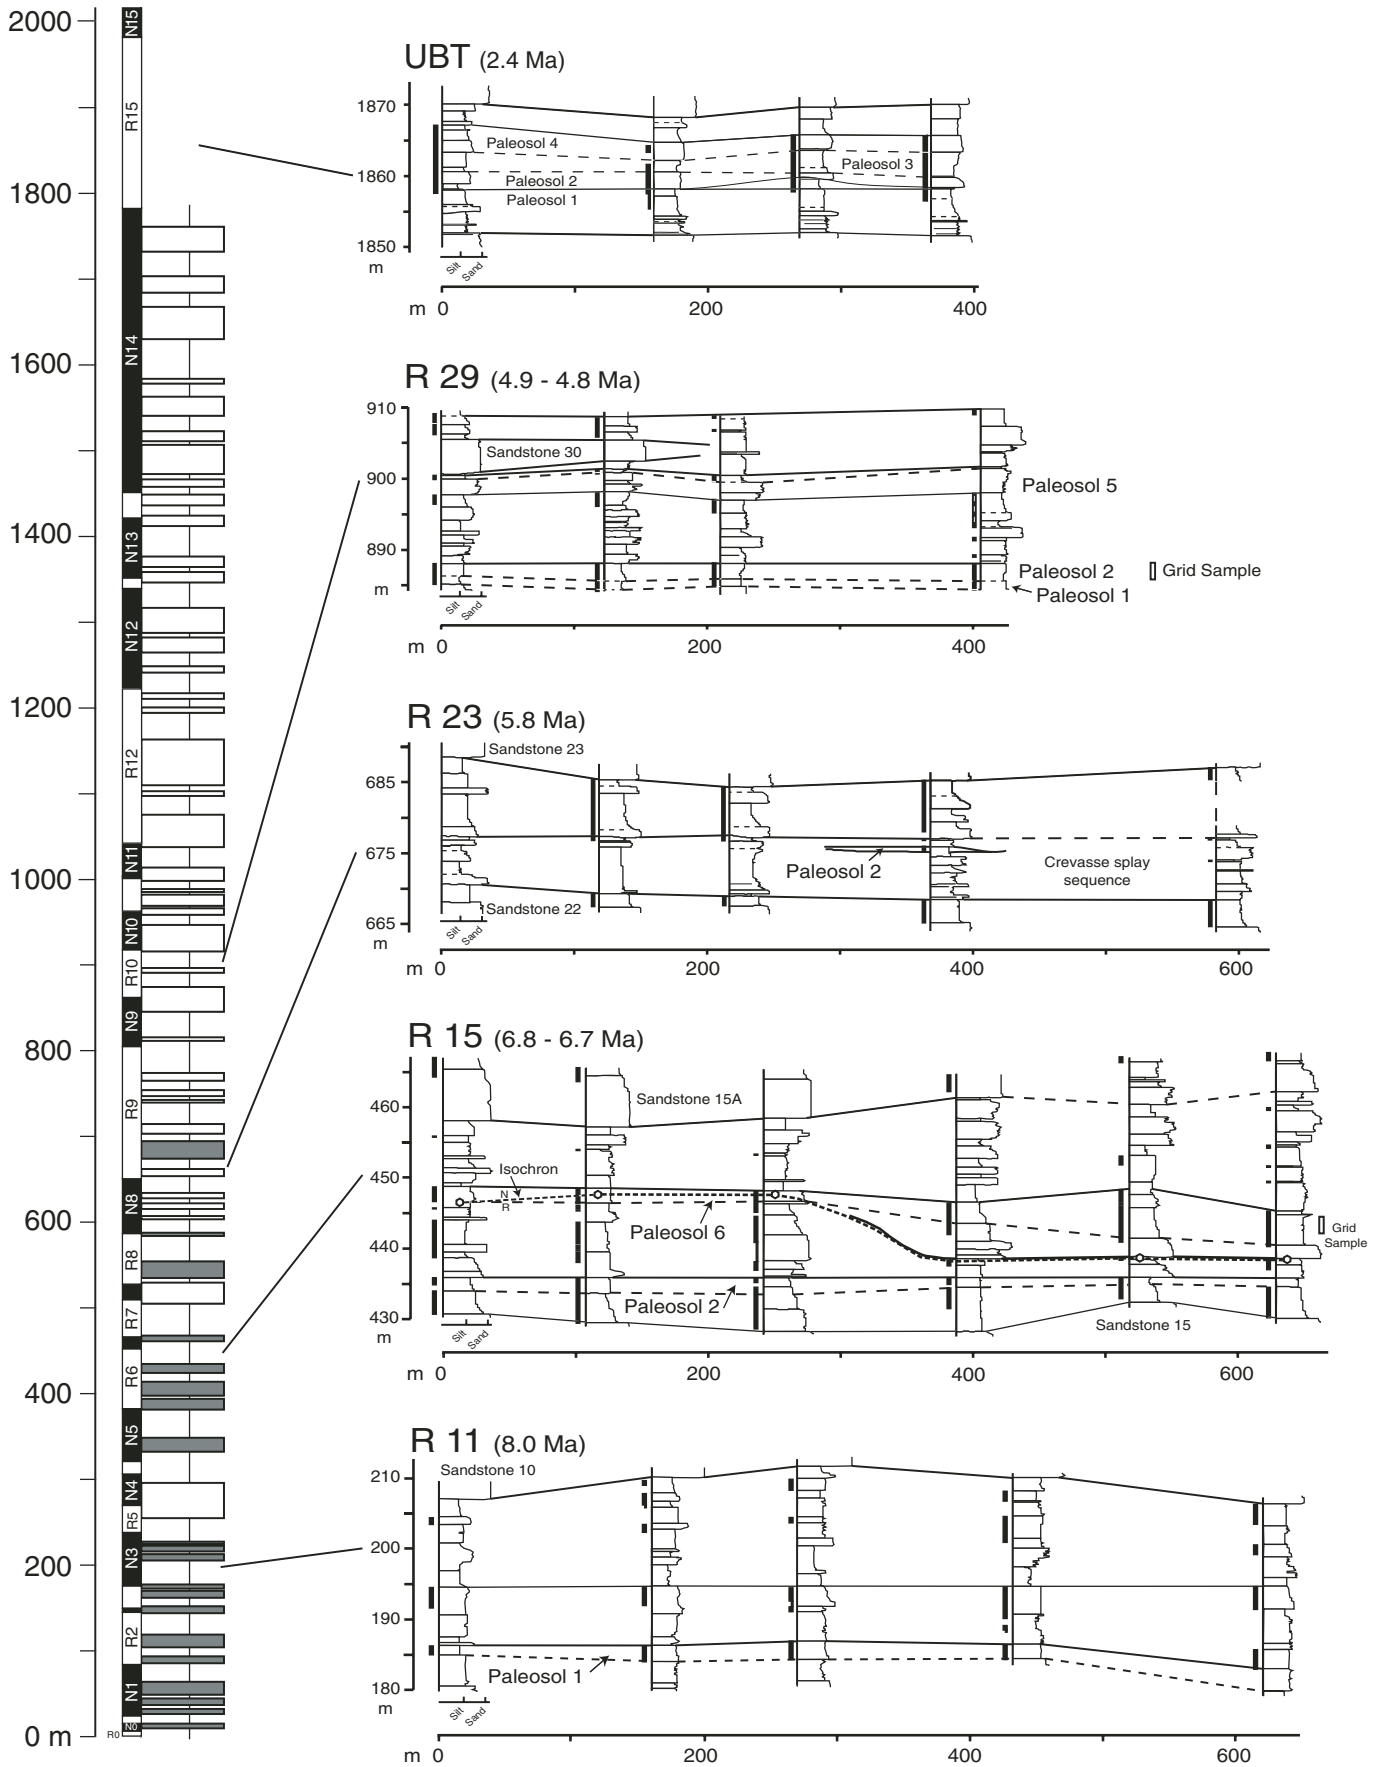 2000
1800
1600
1400
1200
1000
800
600
400
200
0 m
N15
R15
N14
N13
N12
R12
N11
N10
R10
N9
R9
N8
R8
R7
R6
N5
N4
R5
N3
R2
N1
N0
R0
UBT (2.4 Ma)
1870
1860
1850
m
Paleosol 4
Paleosol 3
Paleosol 2
Paleosol 1
Silt
Sand
m 0
200
400
R 29 (4.9 - 4.8 Ma)
910
900
890
m
Sandstone 30
Paleosol 5
Paleosol 2
Paleosol 1
Grid Sample
Silt
Sand
m 0
200
400
R 23 (5.8 Ma)
Sandstone 23
685
675
665
m
Paleosol 2
Crevasse splay
sequence
Sandstone 22
Silt
Sand
m 0
200
400
600
R 15 (6.8 - 6.7 Ma)
460
450
440
430
m
Sandstone 15A
Isochron
N
R
Paleosol 6
Grid
Sample
Paleosol 2
Sandstone 15
Silt
Sand
m 0
200
400
600
R 11 (8.0 Ma)
Sandstone 10
210
200
190
180
m
Paleosol 1
Silt
Sand
m 0
200
400
600